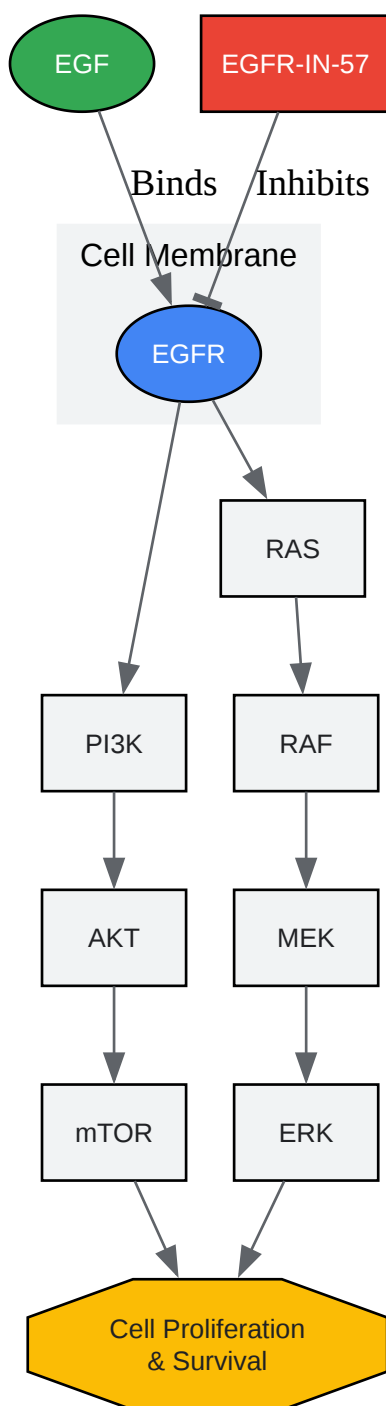 EGF
EGFR-IN-57
Binds
Inhibits
Cell Membrane
EGFR
RAS
PI3K
RAF
AKT
MEK
mTOR
ERK
Cell Proliferation
& Survival